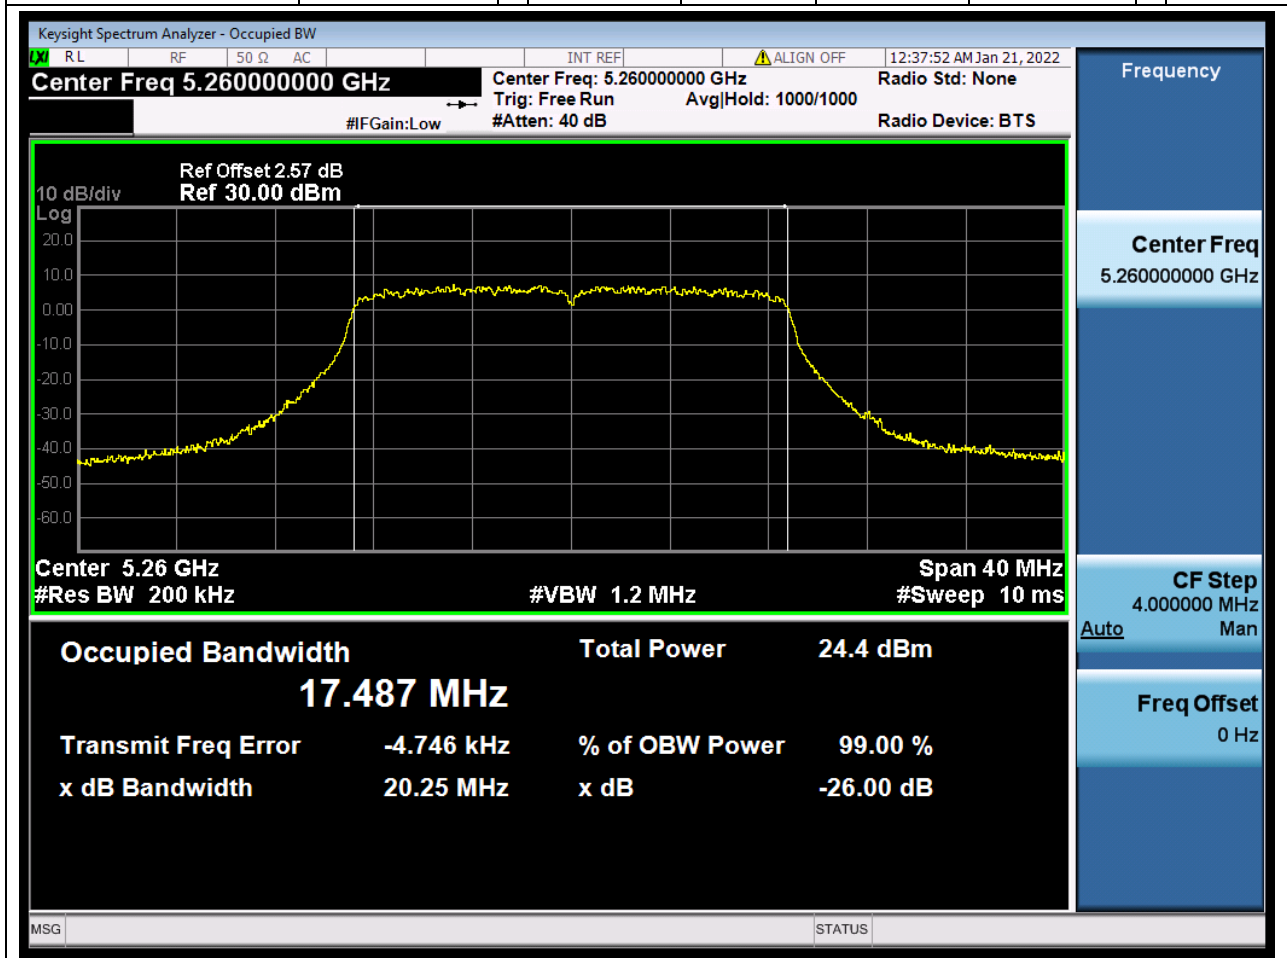 Keysight Spectrum Analyzer - Occupied BW
LXI RL RF 50 Ω AC INT REF ALIGN OFF 12:37:52 AM Jan 21, 2022
Center Freq 5.260000000 GHz
#IFGain:Low
Center Freq: 5.260000000 GHz
Trig: Free Run Avg|Hold: 1000/1000
#Atten: 40 dB
Radio Std: None
Radio Device: BTS
Ref Offset 2.57 dB
10 dB/div Ref 30.00 dBm
Log
20.0
10.0
0.00
-10.0
-20.0
-30.0
-40.0
-50.0
-60.0
Center 5.26 GHz Span 40 MHz
#Res BW 200 kHz #VBW 1.2 MHz #Sweep 10 ms
Occupied Bandwidth Total Power 24.4 dBm
17.487 MHz
Transmit Freq Error -4.746 kHz % of OBW Power 99.00 %
x dB Bandwidth 20.25 MHz x dB -26.00 dB
MSG STATUS
Frequency
Center Freq
5.260000000 GHz
CF Step
4.000000 MHz
Auto Man
Freq Offset
0 Hz